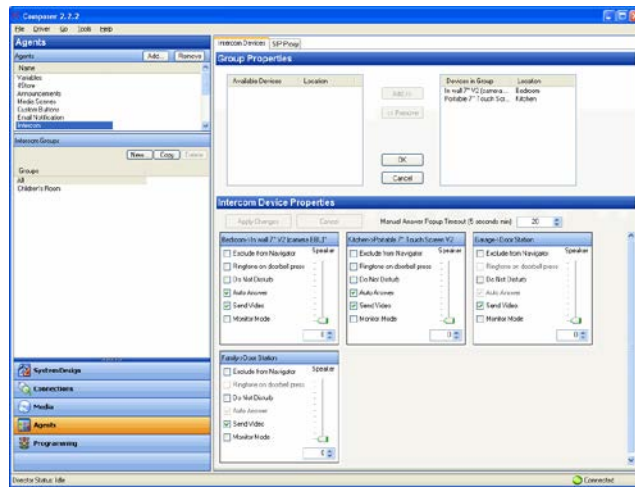 Composer 2.2.2
File Driver Go Tools Help
Agents
Agents Add... Remove
Name
Variables
4Store
Announcements
Media Scenes
Custom Buttons
Email Notification
Intercom
Intercom Groups
New... Copy
Groups
All
Children's Room
System Design
Connections
Media
Agents
Programming
Intercom Devices SIP Proxy
Group Properties
Available Devices Location
Add >>
<< Remove
Devices in Group Location
In wall 7" V2 (camera... Bedroom
Portable 7" Touch Scr... Kitchen
OK
Cancel
Intercom Device Properties
Apply Changes Cancel Manual Answer Popup Timeout (5 seconds min) 20
Bedroom->In wall 7" V2 (camera
Exclude from Navigator Speaker
Ringtone on doorbell press
Do Not Disturb
Auto Answer
Send Video
Monitor Mode
Kitchen->Portable 7" Touch Screen V2
Exclude from Navigator Speaker
Ringtone on doorbell press
Do Not Disturb
Auto Answer
Send Video
Monitor Mode
Garage->Door Station
Exclude from Navigator Speaker
Ringtone on doorbell press
Do Not Disturb
Auto Answer
Send Video
Monitor Mode
Family->Door Station
Exclude from Navigator Speaker
Ringtone on doorbell press
Do Not Disturb
Auto Answer
Send Video
Monitor Mode
Director Status: Idle Connected